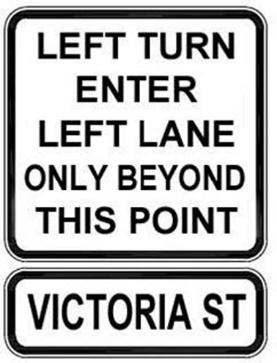 LEFT TURN
ENTER
LEFT LANE
ONLY BEYOND
THIS POINT
VICTORIA ST